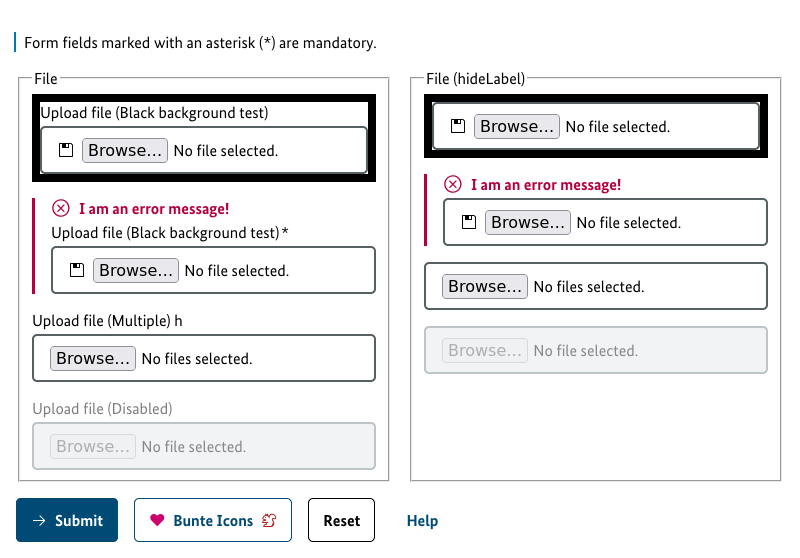 Form fields marked with an asterisk (*) are mandatory.
File
Upload file (Black background test)
Browse... No file selected.
I am an error message!
Upload file (Black background test) *
Browse... No file selected.
Upload file (Multiple) h
Browse... No files selected.
Upload file (Disabled)
Browse... No file selected.
File (hideLabel)
Browse... No file selected.
I am an error message!
Browse... No file selected.
Browse... No files selected.
Browse... No file selected.
Submit
Bunte Icons
Reset
Help